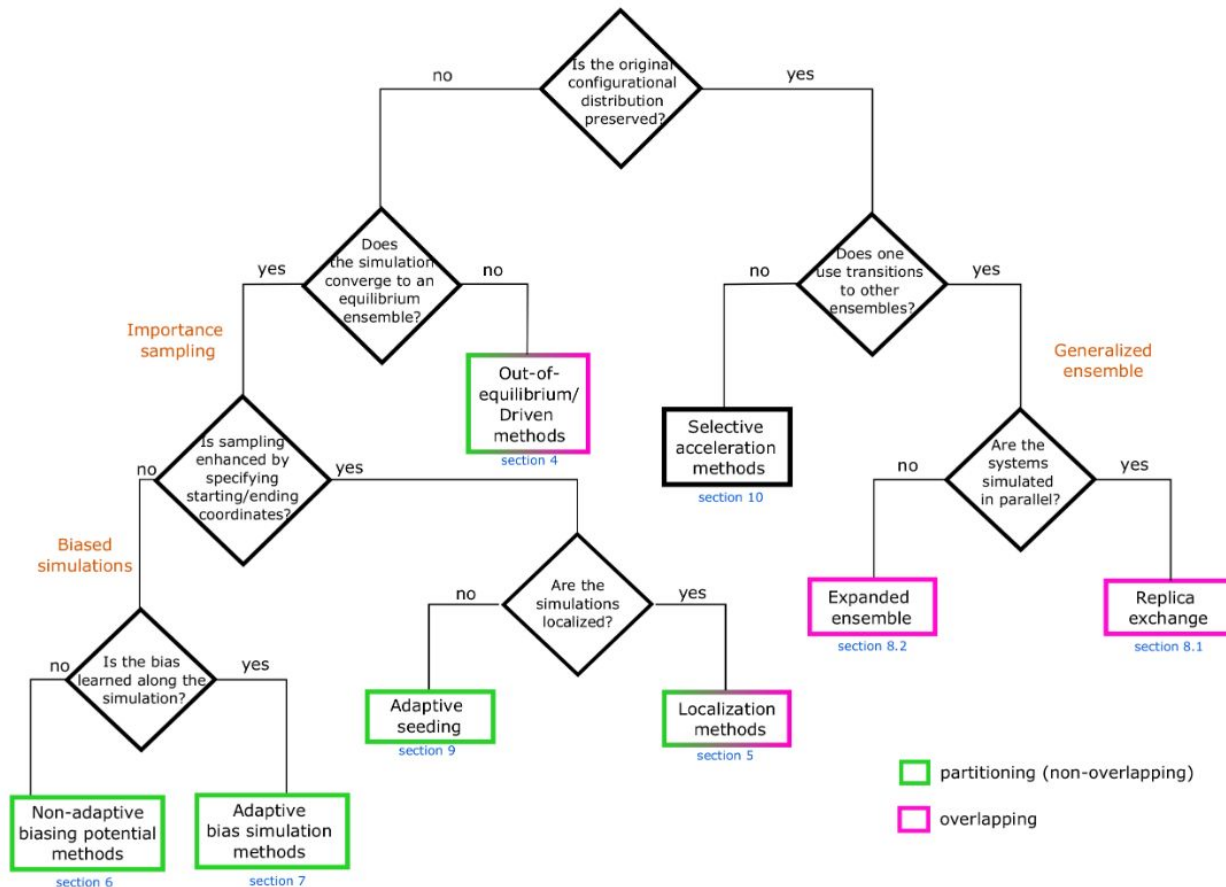 Is the original
configurational
distribution
preserved?
no
yes
Does
the simulation
converge to an
equilibrium
ensemble?
yes
no
Does one
use transitions
to other
ensembles?
no
yes
Importance
sampling
Generalized
ensemble
Out-of-
equilibrium/
Driven
methods
section 4
Selective
acceleration
methods
section 10
Is sampling
enhanced by
specifying
starting/ending
coordinates?
no
yes
Are the
systems
simulated
in parallel?
no
yes
Biased
simulations
Are the
simulations
localized?
no
yes
Expanded
ensemble
section 8.2
Replica
exchange
section 8.1
Is the bias
learned along the
simulation?
no
yes
Adaptive
seeding
section 9
Localization
methods
section 5
Non-adaptive
biasing potential
methods
section 6
Adaptive
bias simulation
methods
section 7
partitioning (non-overlapping)
overlapping